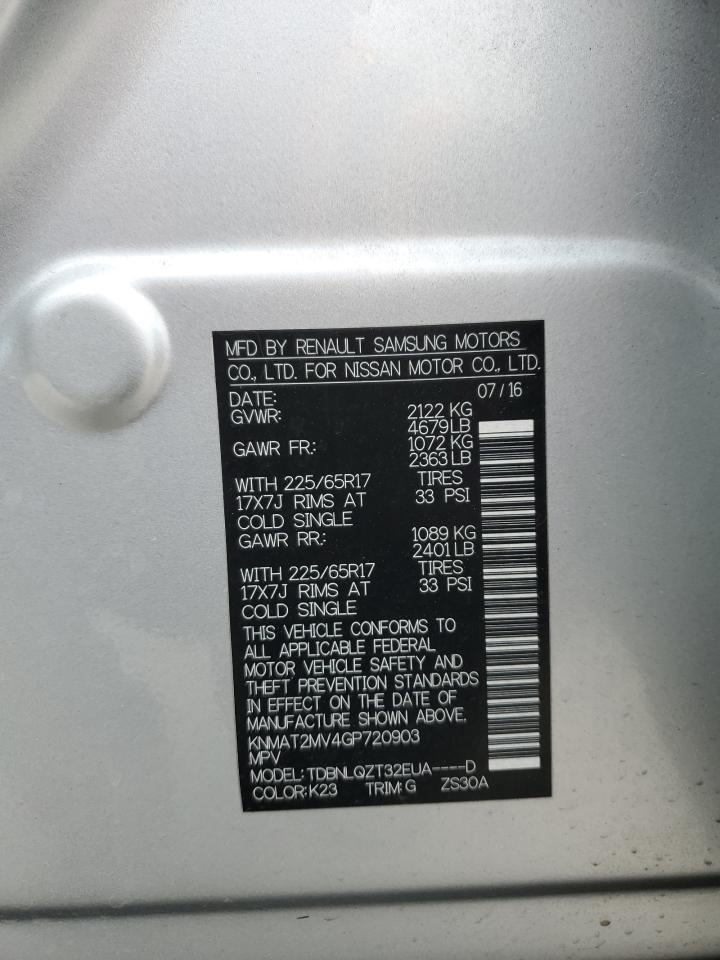 MFD BY RENAULT SAMSUNG MOTORS
CO., LTD. FOR NISSAN MOTOR CO., LTD.
DATE: 07/16
GVWR: 2122 KG
4679LB
GAWR FR.: 1072 KG
2363LB
WITH 225/65R17 TIRES
17X7J RIMS AT 33 PSI
COLD SINGLE
GAWR RR.: 1089 KG
2401LB
WITH 225/65R17 TIRES
17X7J RIMS AT 33 PSI
COLD SINGLE
THIS VEHICLE CONFORMS TO
ALL APPLICABLE FEDERAL
MOTOR VEHICLE SAFETY AND
THEFT PREVENTION STANDARDS
IN EFFECT ON THE DATE OF
MANUFACTURE SHOWN ABOVE.
KNMAT2MV4GP720903
MPV
MODEL: TDBNLQZT32EUA----D
COLOR: K23 TRIM: G ZS30A